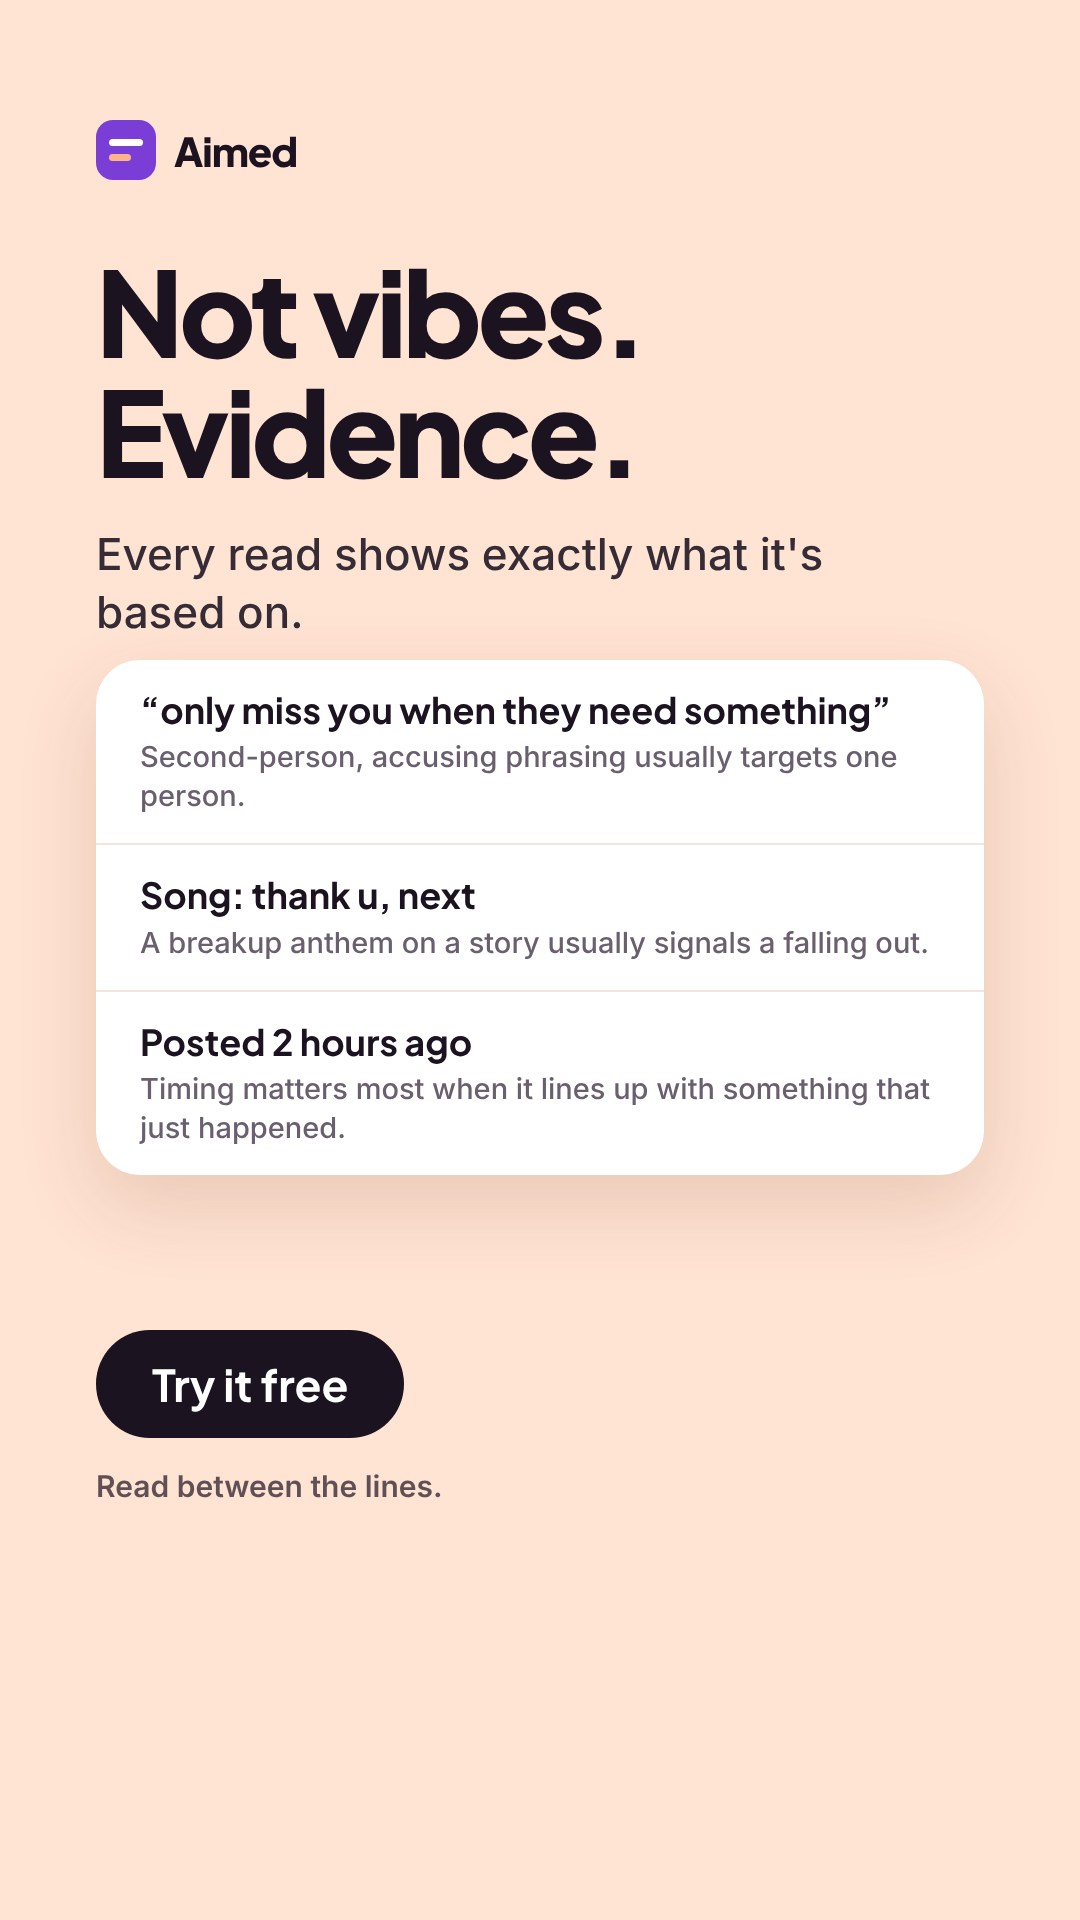 Aimed
Not vibes.
Evidence.
Every read shows exactly what it's
based on.
“only miss you when they need something”
Second-person, accusing phrasing usually targets one
person.
Song: thank u, next
A breakup anthem on a story usually signals a falling out.
Posted 2 hours ago
Timing matters most when it lines up with something that
just happened.
Try it free
Read between the lines.